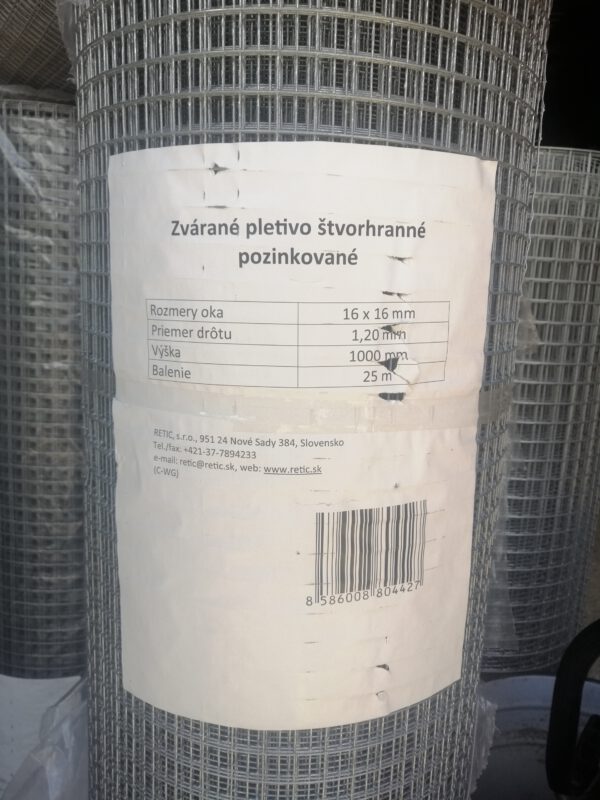 Zvárané pletivo štvorhranné
pozinkované
Rozmery oka 16 x 16 mm
Priemer drôtu 1,20 mm
Výška 1000 mm
Balenie 25 m
RETIC, s.r.o., 951 24 Nové Sady 384, Slovensko
Tel./fax: +421-37-7894233
e-mail: retic@retic.sk, web: www.retic.sk
(C-WG)
8 586008 804427